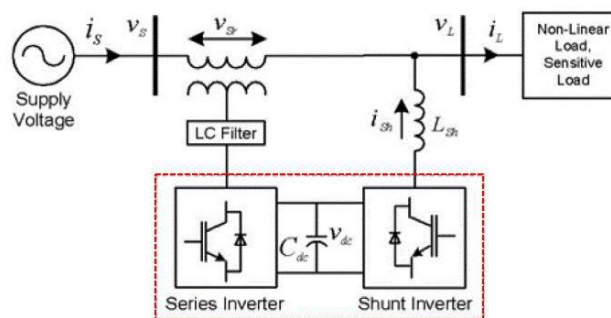 i_S
v_S
v_Sr
v_L
i_L
Non-Linear
Load,
Sensitive
Load
Supply
Voltage
LC Filter
i_Sh
L_Sh
C_dc
v_dc
Series Inverter
Shunt Inverter